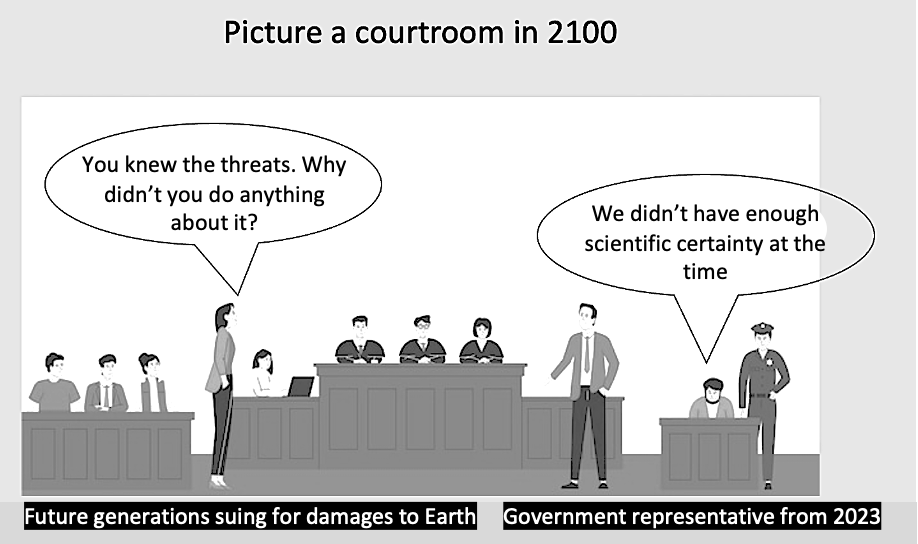 Picture a courtroom in 2100
You knew the threats. Why
didn’t you do anything
about it?
We didn’t have enough
scientific certainty at the
time
Future generations suing for damages to Earth
Government representative from 2023